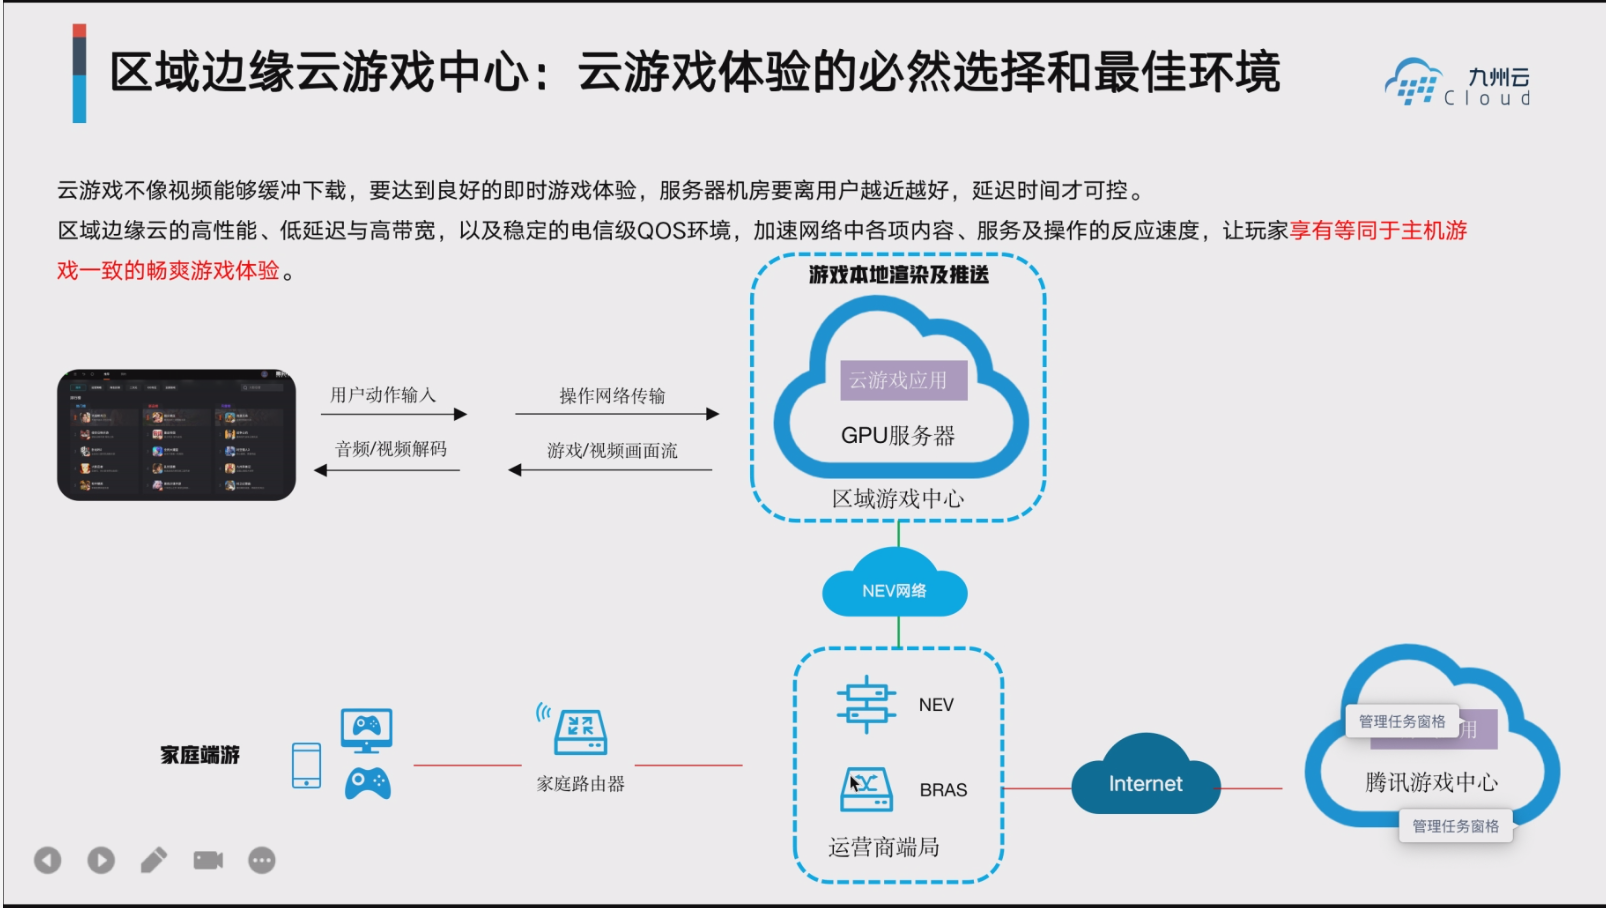 区域边缘云游戏中心：云游戏体验的必然选择和最佳环境
九州云
Cloud
云游戏不像视频能够缓冲下载，要达到良好的即时游戏体验，服务器机房要离用户越近越好，延迟时间才可控。
区域边缘云的高性能、低延迟与高带宽，以及稳定的电信级QOS环境，加速网络中各项内容、服务及操作的反应速度，让玩家享有等同于主机游
戏一致的畅爽游戏体验。
游戏本地渲染及推送
云游戏应用
GPU服务器
区域游戏中心
用户动作输入
操作网络传输
音频/视频解码
游戏/视频画面流
NEV网络
NEV
BRAS
运营商端局
家庭端游
家庭路由器
Internet
管理任务窗格
用
腾讯游戏中心
管理任务窗格